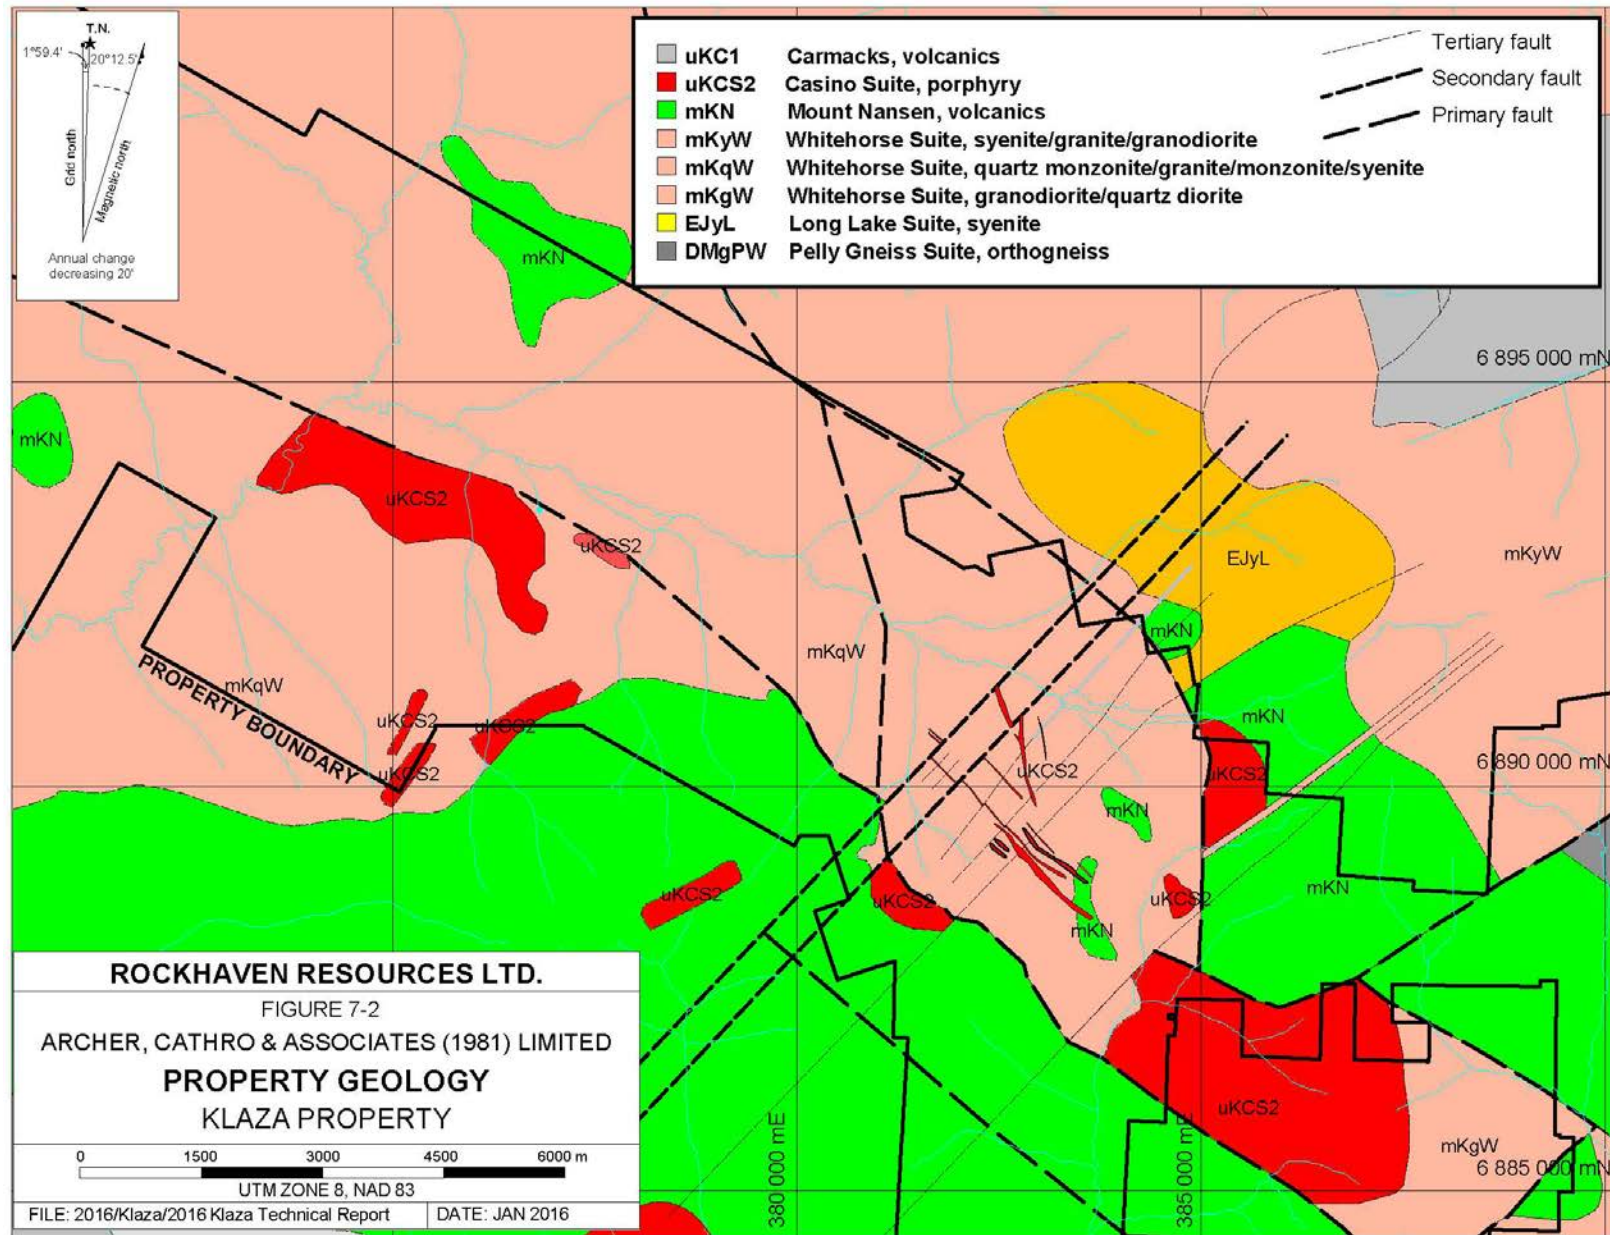 T.N.
1°59.4'
20°12.5'
Grid north
Magnetic north
Annual change
decreasing 20'
uKC1 Carmacks, volcanics
uKCS2 Casino Suite, porphyry
mKN Mount Nansen, volcanics
mKyW Whitehorse Suite, syenite/granite/granodiorite
mKqW Whitehorse Suite, quartz monzonite/granite/monzonite/syenite
mKgW Whitehorse Suite, granodiorite/quartz diorite
EJyL Long Lake Suite, syenite
DMgPW Pelly Gneiss Suite, orthogneiss
Tertiary fault
Secondary fault
Primary fault
mKN
6 895 000 mN
mKN
uKCS2
uKCS2
EJyL
mKyW
mKN
mKqW
mKqW
PROPERTY BOUNDARY
uKCS2
uKCS2
mKN
uKCS2
uKCS2
uKCS2
6 890 000 mN
mKN
uKCS2
uKCS2
uKCS2
mKN
mKN
uKCS2
mKgW
6 885 000 mN
380 000 mE
385 000 mE
ROCKHAVEN RESOURCES LTD.
FIGURE 7-2
ARCHER, CATHRO & ASSOCIATES (1981) LIMITED
PROPERTY GEOLOGY
KLAZA PROPERTY
0 1500 3000 4500 6000 m
UTM ZONE 8, NAD 83
FILE: 2016/Klaza/2016 Klaza Technical Report
DATE: JAN 2016